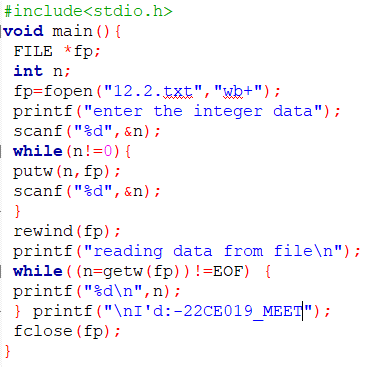 #include<stdio.h>
void main(){
FILE *fp;
int n;
fp=fopen("12.2.txt","wb+");
printf("enter the integer data");
scanf("%d",&n);
while(n!=0){
putw(n,fp);
scanf("%d",&n);
}
rewind(fp);
printf("reading data from file\n");
while((n=getw(fp))!=EOF) {
printf("%d\n",n);
} printf("\nI'd:-22CE019_MEET");
fclose(fp);
}